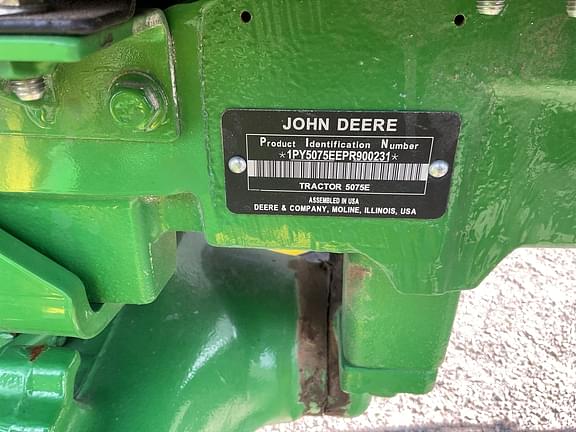 JOHN DEERE
Product Identification Number
*1PY5075EEPR900231*
TRACTOR 5075E
ASSEMBLED IN USA
DEERE & COMPANY, MOLINE, ILLINOIS, USA